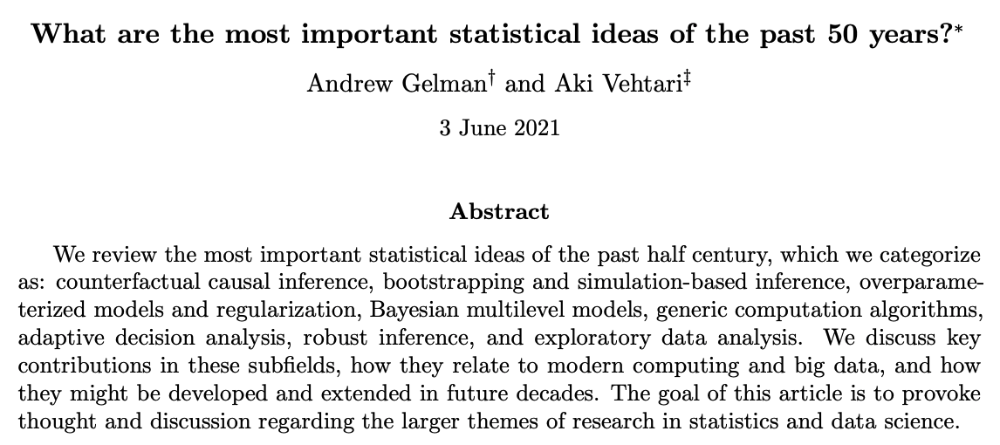 What are the most important statistical ideas of the past 50 years?*
Andrew Gelman† and Aki Vehtari‡
3 June 2021
Abstract
We review the most important statistical ideas of the past half century, which we categorize
as: counterfactual causal inference, bootstrapping and simulation-based inference, overparame-
terized models and regularization, Bayesian multilevel models, generic computation algorithms,
adaptive decision analysis, robust inference, and exploratory data analysis. We discuss key
contributions in these subfields, how they relate to modern computing and big data, and how
they might be developed and extended in future decades. The goal of this article is to provoke
thought and discussion regarding the larger themes of research in statistics and data science.